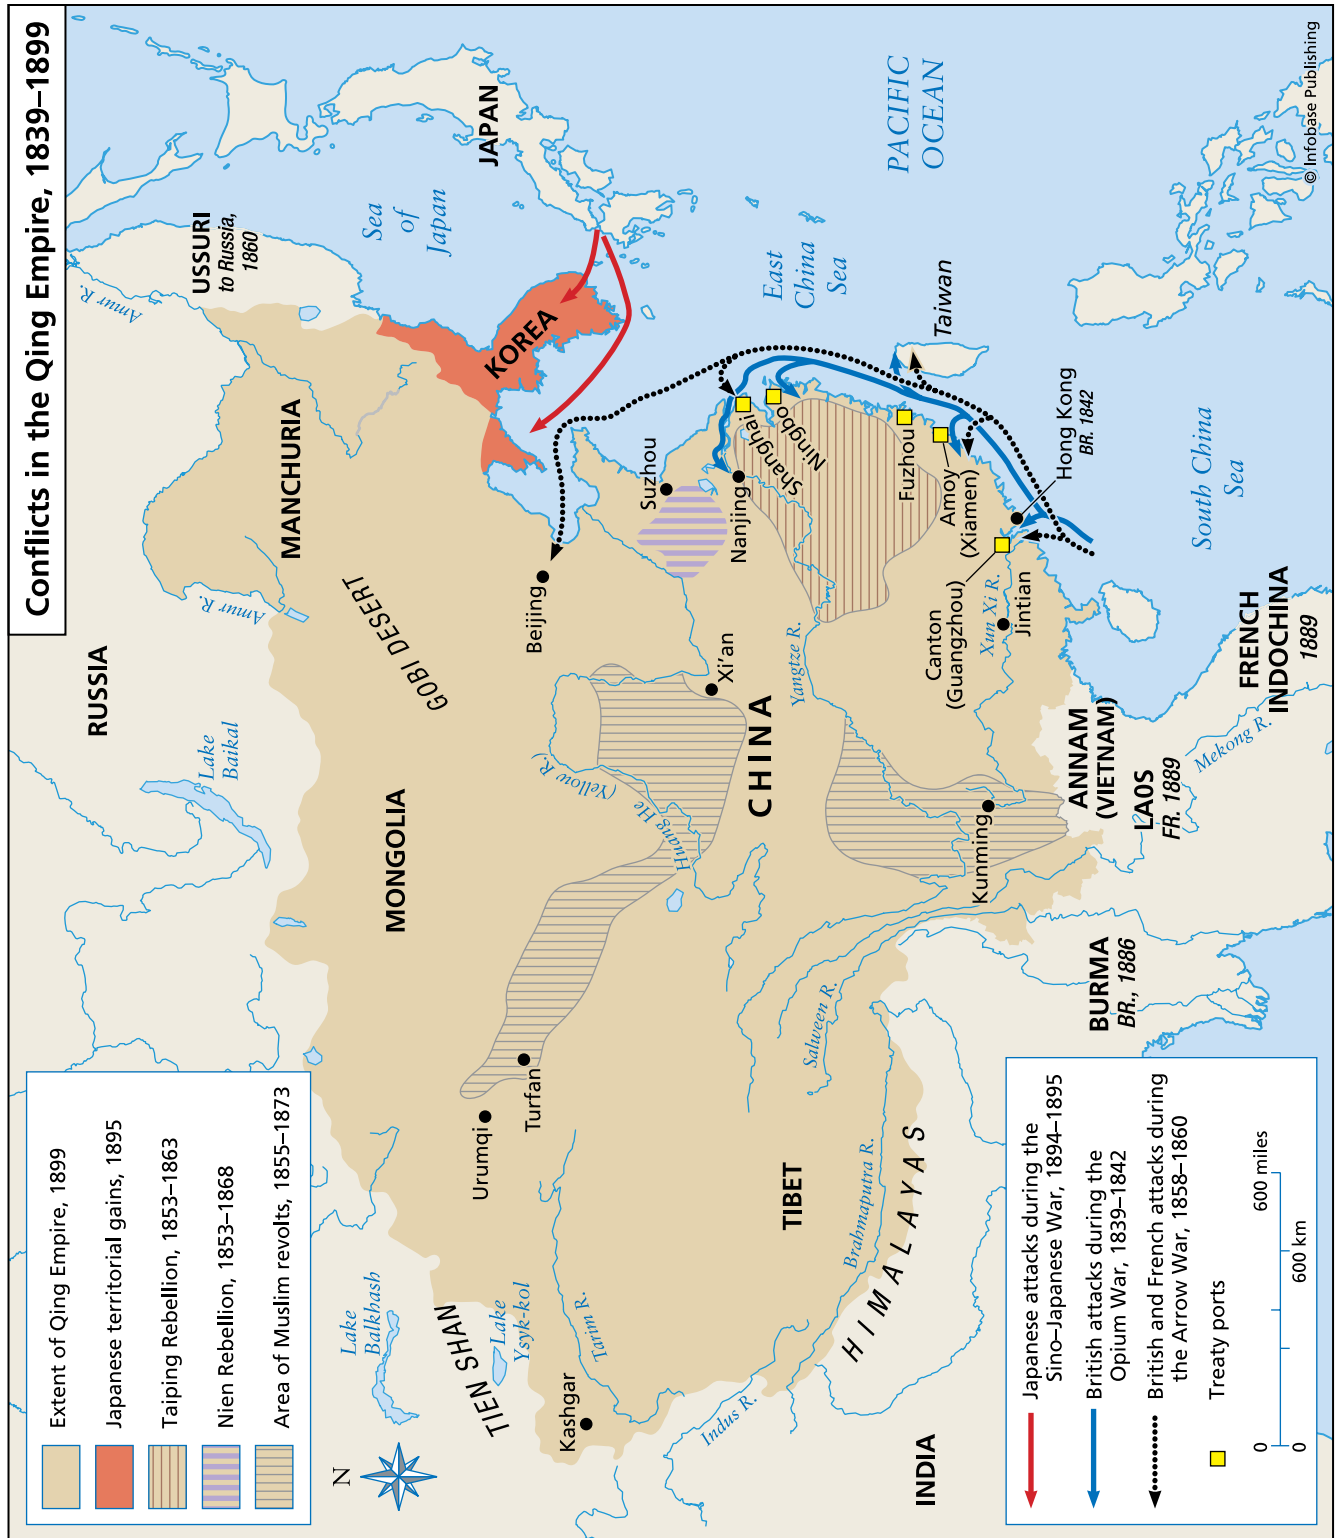 Conflicts in the Qing Empire, 1839–1899
Extent of Qing Empire, 1899
Japanese territorial gains, 1895
Taiping Rebellion, 1853–1863
Nien Rebellion, 1853–1868
Area of Muslim revolts, 1855–1873
N
RUSSIA
Lake
Baikal
Amur R.
Amur R.
USSURI
to Russia,
1860
MANCHURIA
GOBI DESERT
MONGOLIA
Lake
Balkhash
TIEN SHAN
Lake
Ysyk-kol
Tarim R.
Kashgar
Urumqi
Turfan
Sea
of
Japan
JAPAN
KOREA
Beijing
Suzhou
Huang He
(Yellow R.)
Xi'an
CHINA
Nanjing
Shanghai
Ningbo
East
China
Sea
PACIFIC
OCEAN
Yangtze R.
TIBET
Salween R.
Brahmaputra R.
HIMALAYAS
Indus R.
INDIA
Fuzhou
Amoy
(Xiamen)
Taiwan
Canton
(Guangzhou)
Xun Xi R.
Jintian
Hong Kong
BR. 1842
Kunming
South China
Sea
ANNAM
(VIETNAM)
LAOS
FR. 1889
BURMA
BR., 1886
Mekong R.
FRENCH
INDOCHINA
1889
Japanese attacks during the
Sino–Japanese War, 1894–1895
British attacks during the
Opium War, 1839–1842
British and French attacks during
the Arrow War, 1858–1860
Treaty ports
0 600 miles
0 600 km
© Infobase Publishing